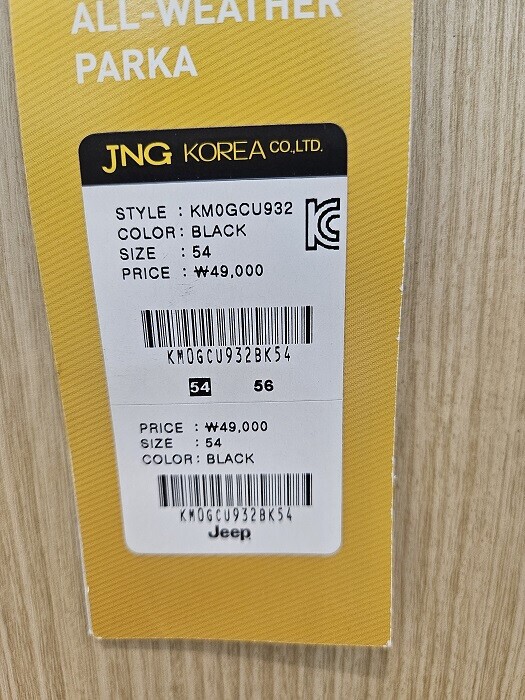 ALL-WEATHER
PARKA
JNG KOREA CO.,LTD.
STYLE : KM0GCU932
COLOR : BLACK
SIZE : 54
PRICE : ₩49,000
KM0GCU932BK54
54 56
PRICE : ₩49,000
SIZE : 54
COLOR : BLACK
KM0GCU932BK54
Jeep